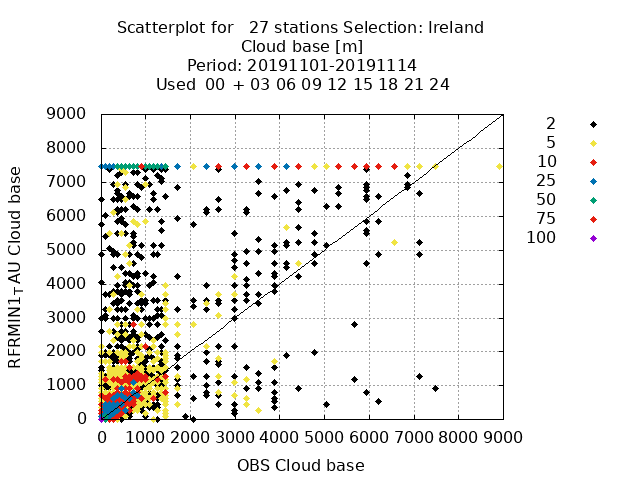 Scatterplot for   27 stations Selection: Ireland
Cloud base [m]
Period: 20191101-20191114
Used  00 + 03 06 09 12 15 18 21 24
RFRMIN1_T AU Cloud base
9000
8000
7000
6000
5000
4000
3000
2000
1000
0
0 1000 2000 3000 4000 5000 6000 7000 8000 9000
OBS Cloud base
2
5
10
25
50
75
100